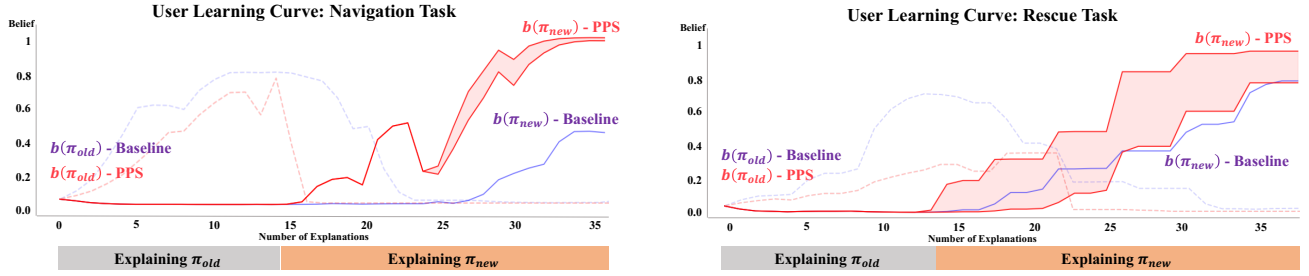 User Learning Curve: Navigation Task
Belief
b(π_new) - PPS
1
0.8
0.6
b(π_new) - Baseline
0.4
b(π_old) - Baseline
b(π_old) - PPS
0.2
0.0
0 5 10 15 20 25 30 35
Number of Explanations
Explaining π_old
Explaining π_new
User Learning Curve: Rescue Task
Belief
b(π_new) - PPS
1
0.8
0.6
0.4
b(π_old) - Baseline
b(π_old) - PPS
b(π_new) - Baseline
0.2
0.0
0 5 10 15 20 25 30 35
Number of Explanations
Explaining π_old
Explaining π_new